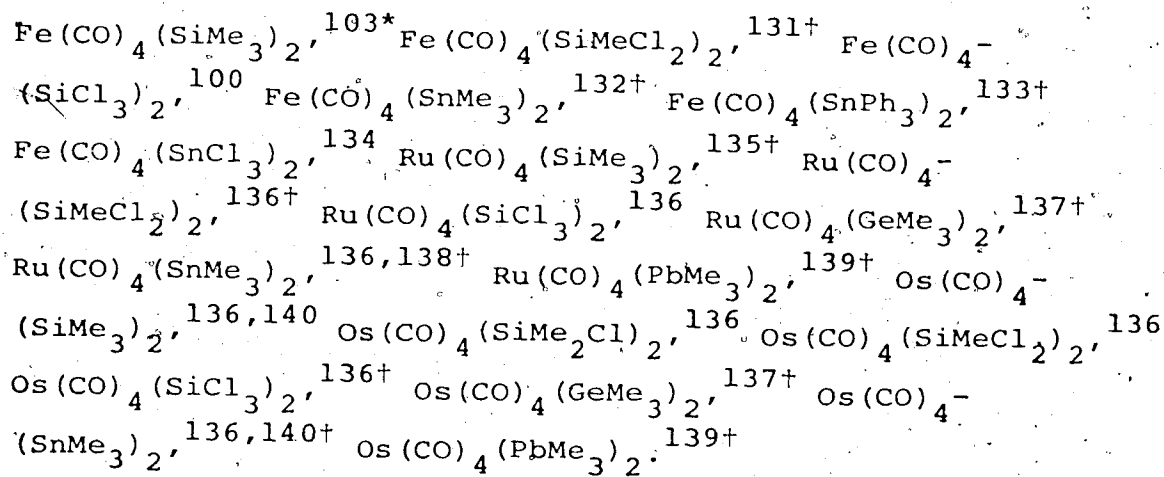 Fe(CO)₄(SiMe₃)₂,¹⁰³* Fe(CO)₄(SiMeCl₂)₂,¹³¹† Fe(CO)₄-
(SiCl₃)₂,¹⁰⁰ Fe(CO)₄(SnMe₃)₂,¹³²† Fe(CO)₄(SnPh₃)₂,¹³³†
Fe(CO)₄(SnCl₃)₂,¹³⁴ Ru(CO)₄(SiMe₃)₂,¹³⁵† Ru(CO)₄-
(SiMeCl₂)₂,¹³⁶† Ru(CO)₄(SiCl₃)₂,¹³⁶ Ru(CO)₄(GeMe₃)₂,¹³⁷†
Ru(CO)₄(SnMe₃)₂,¹³⁶,¹³⁸† Ru(CO)₄(PbMe₃)₂,¹³⁹† Os(CO)₄-
(SiMe₃)₂,¹³⁶,¹⁴⁰ Os(CO)₄(SiMe₂Cl)₂,¹³⁶ Os(CO)₄(SiMeCl₂)₂,¹³⁶
Os(CO)₄(SiCl₃)₂,¹³⁶† Os(CO)₄(GeMe₃)₂,¹³⁷† Os(CO)₄-
(SnMe₃)₂,¹³⁶,¹⁴⁰† Os(CO)₄(PbMe₃)₂.¹³⁹†